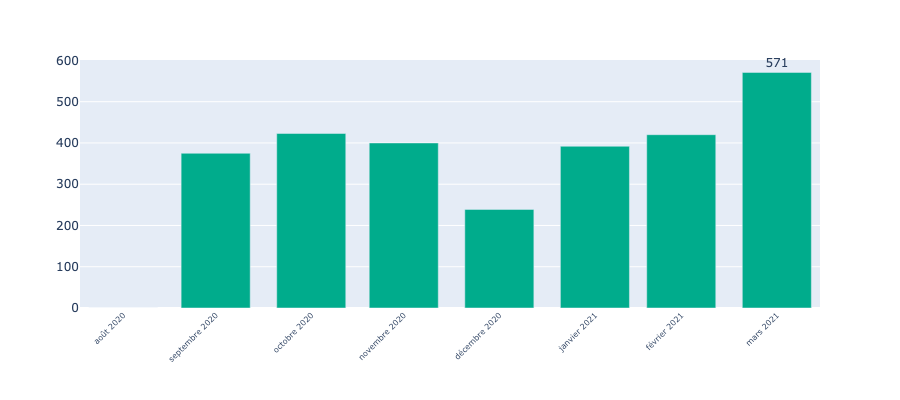 600
571
500
400
300
200
100
0
août 2020
septembre 2020
octobre 2020
novembre 2020
décembre 2020
janvier 2021
février 2021
mars 2021